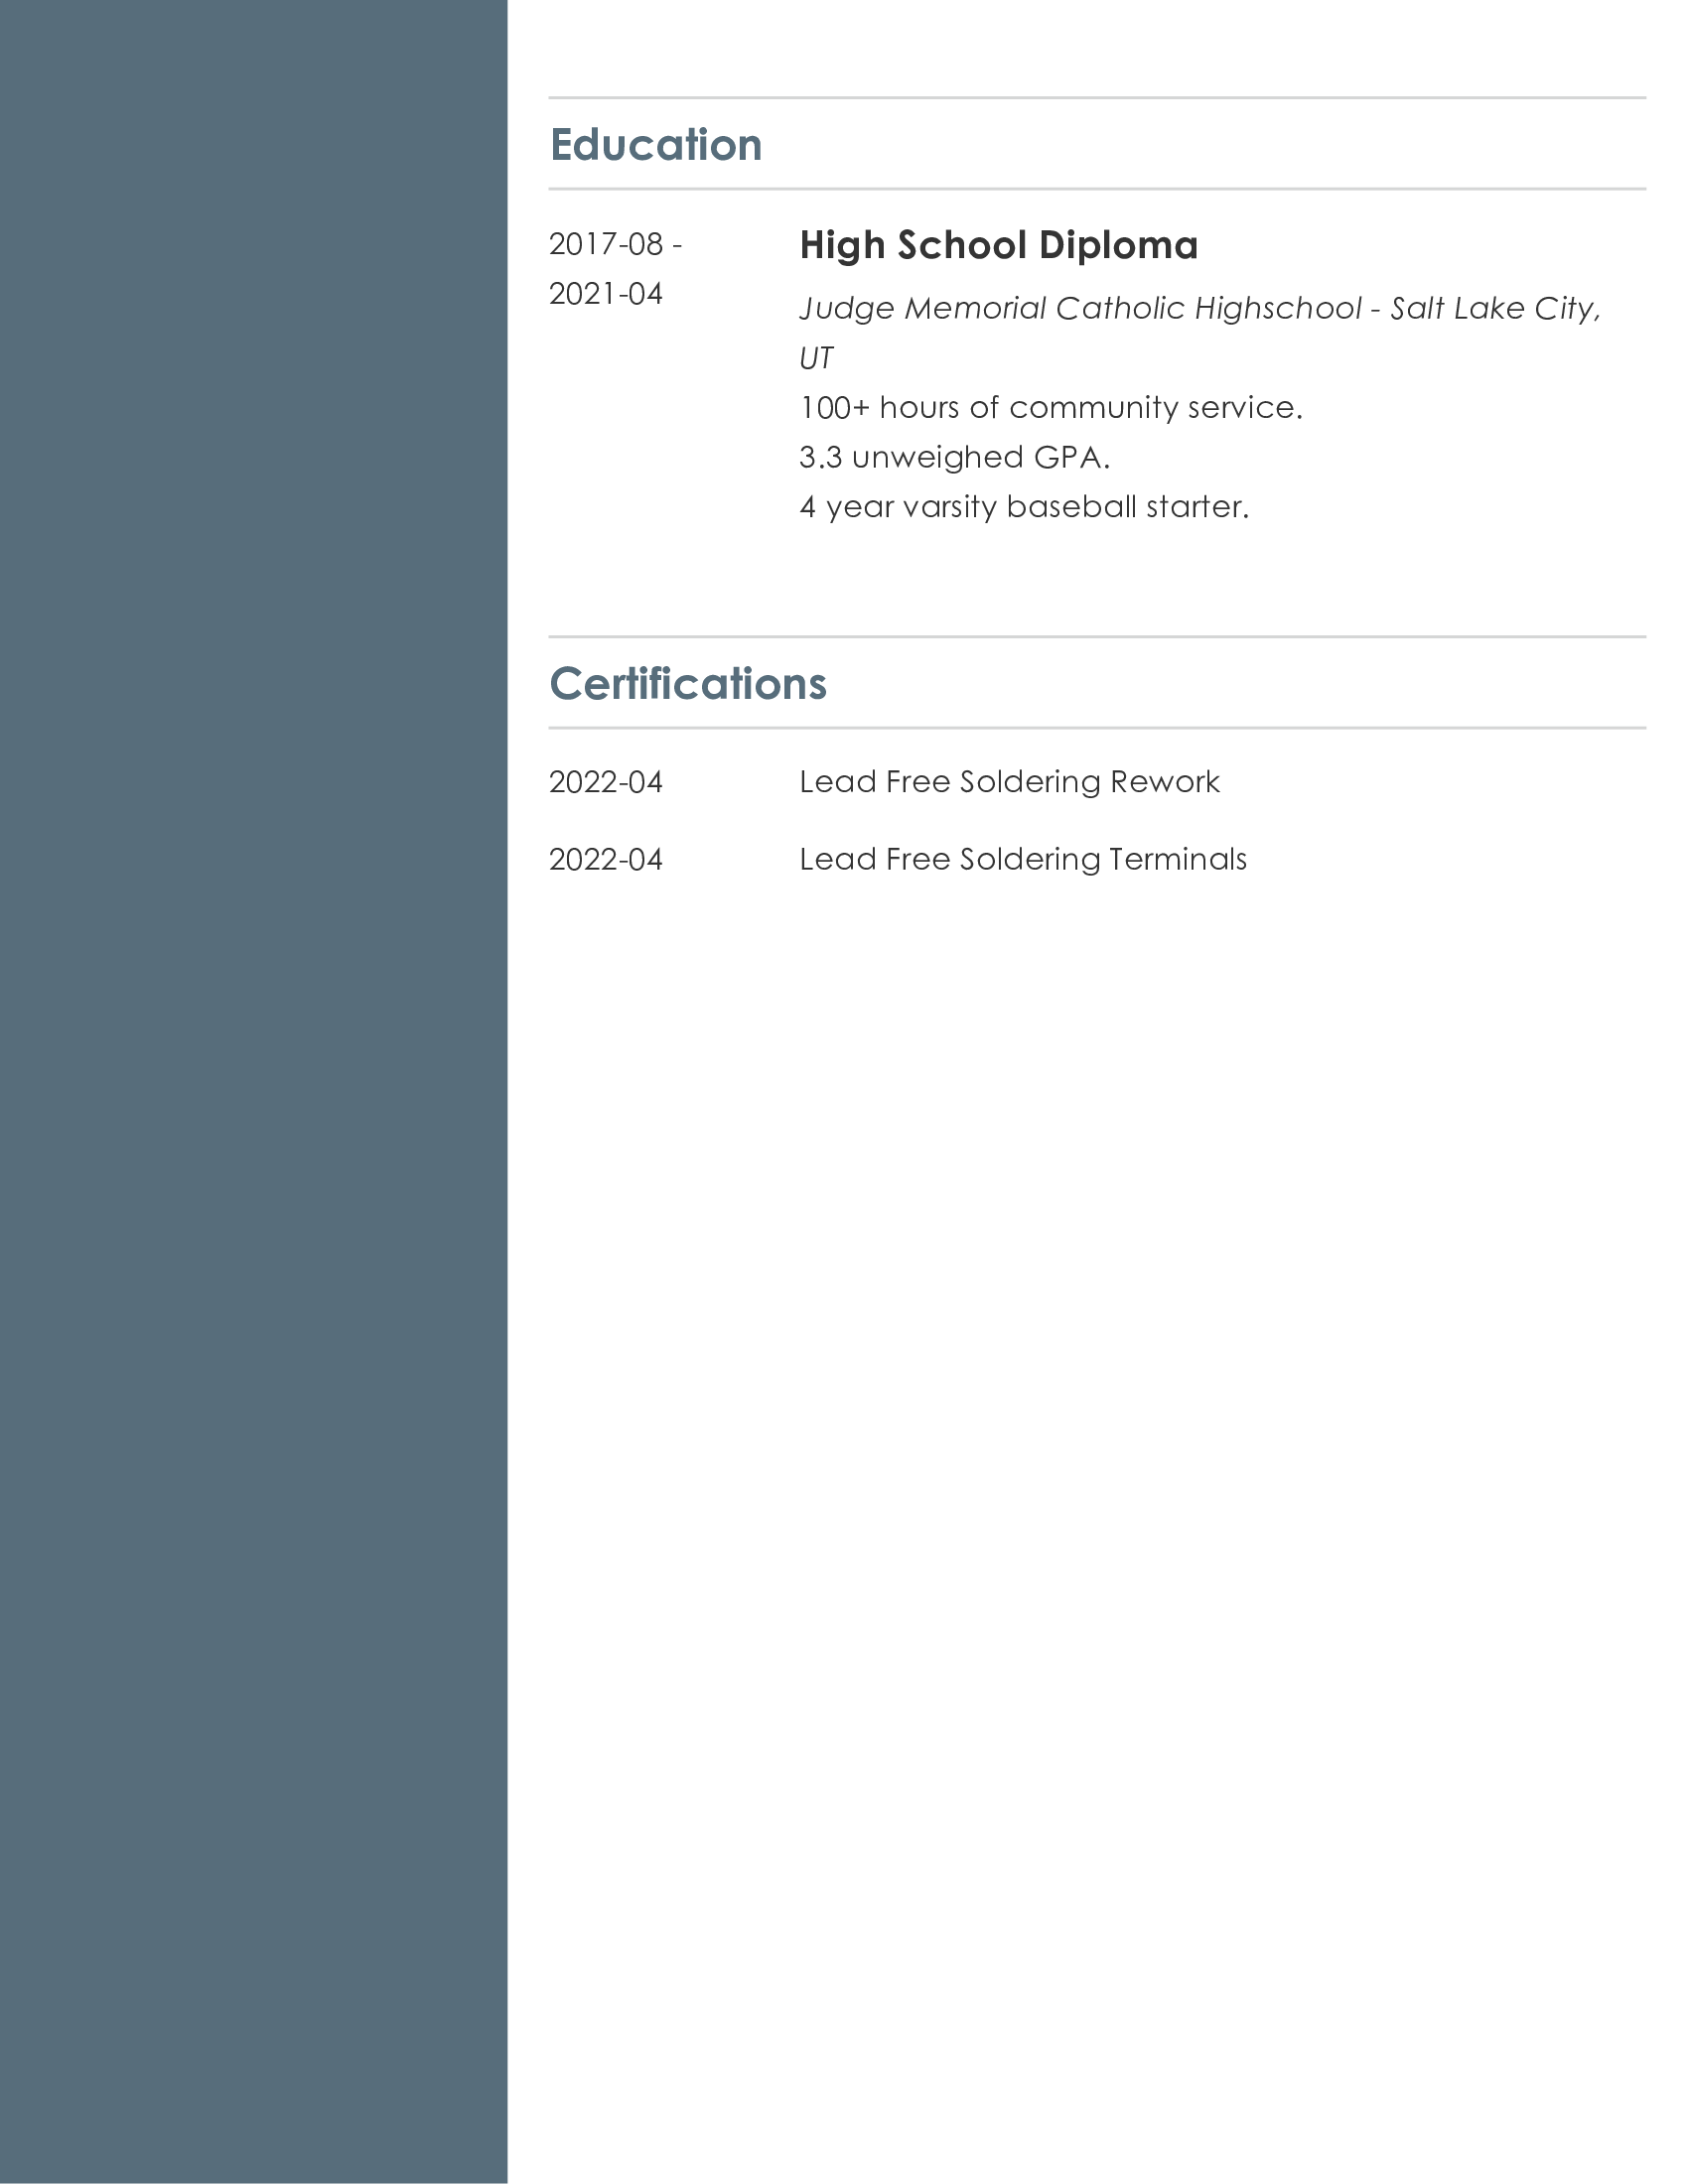 Education
2017-08 -
2021-04
High School Diploma
Judge Memorial Catholic Highschool - Salt Lake City,
UT
100+ hours of community service.
3.3 unweighed GPA.
4 year varsity baseball starter.
Certifications
2022-04
Lead Free Soldering Rework
2022-04
Lead Free Soldering Terminals